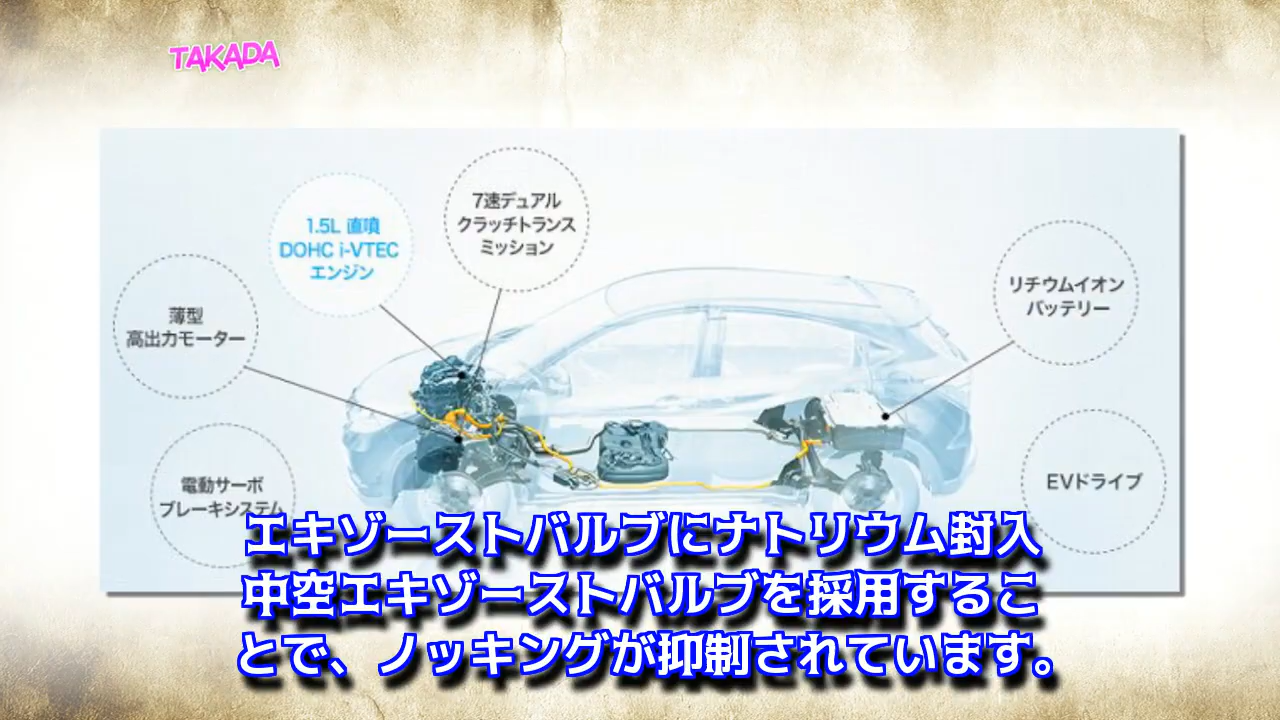 TAKADA
7速デュアル
クラッチトランス
ミッション
1.5L 直噴
DOHC i-VTEC
エンジン
薄型
高出力モーター
リチウムイオン
バッテリー
電動サーボ
ブレーキシステム
EVドライブ
エキゾーストバルブにナトリウム封入
中空エキゾーストバルブを採用するこ
とで、ノッキングが抑制されています。